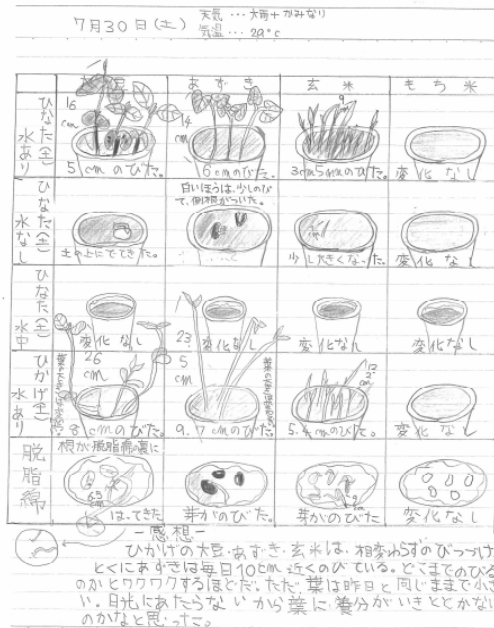 7月30日(土)
天気…大雨+かみなり
気温…29°c
大豆 あずき 玄米 もち米
ひなた(土)水あり
16cm
5cmのびた。
14cm
6cmのびた。
9
3cm5mmのびた。
変化なし
ひなた(土)水なし
土の上にでてきた。
白いほうは、少しのび
て、側根がついた。
少し大きくなった。
変化なし
ひなた(土)水中
変化なし
変化なし
変化なし
変化なし
ひかげ(土)水あり
26cm
8cmのびた。
23.5cm
9.7cmのびた。
12.2cm
5.4cmのびた。
変化なし
脱脂綿
根が脱脂綿の裏に
6.5cm
はってきた。
芽がのびた。
芽がのびた
変化なし
-感想-
ひかげの大豆・あずき・玄米は、相変わらずのびつづけ
とくにあずきは毎日10cm近くのびている。どこまでのびる
のかとワクワクするほどだ。ただ、葉は昨日と同じままで小さ
い。日光にあたらないから葉に養分がいきとどかない
のかなと思った。